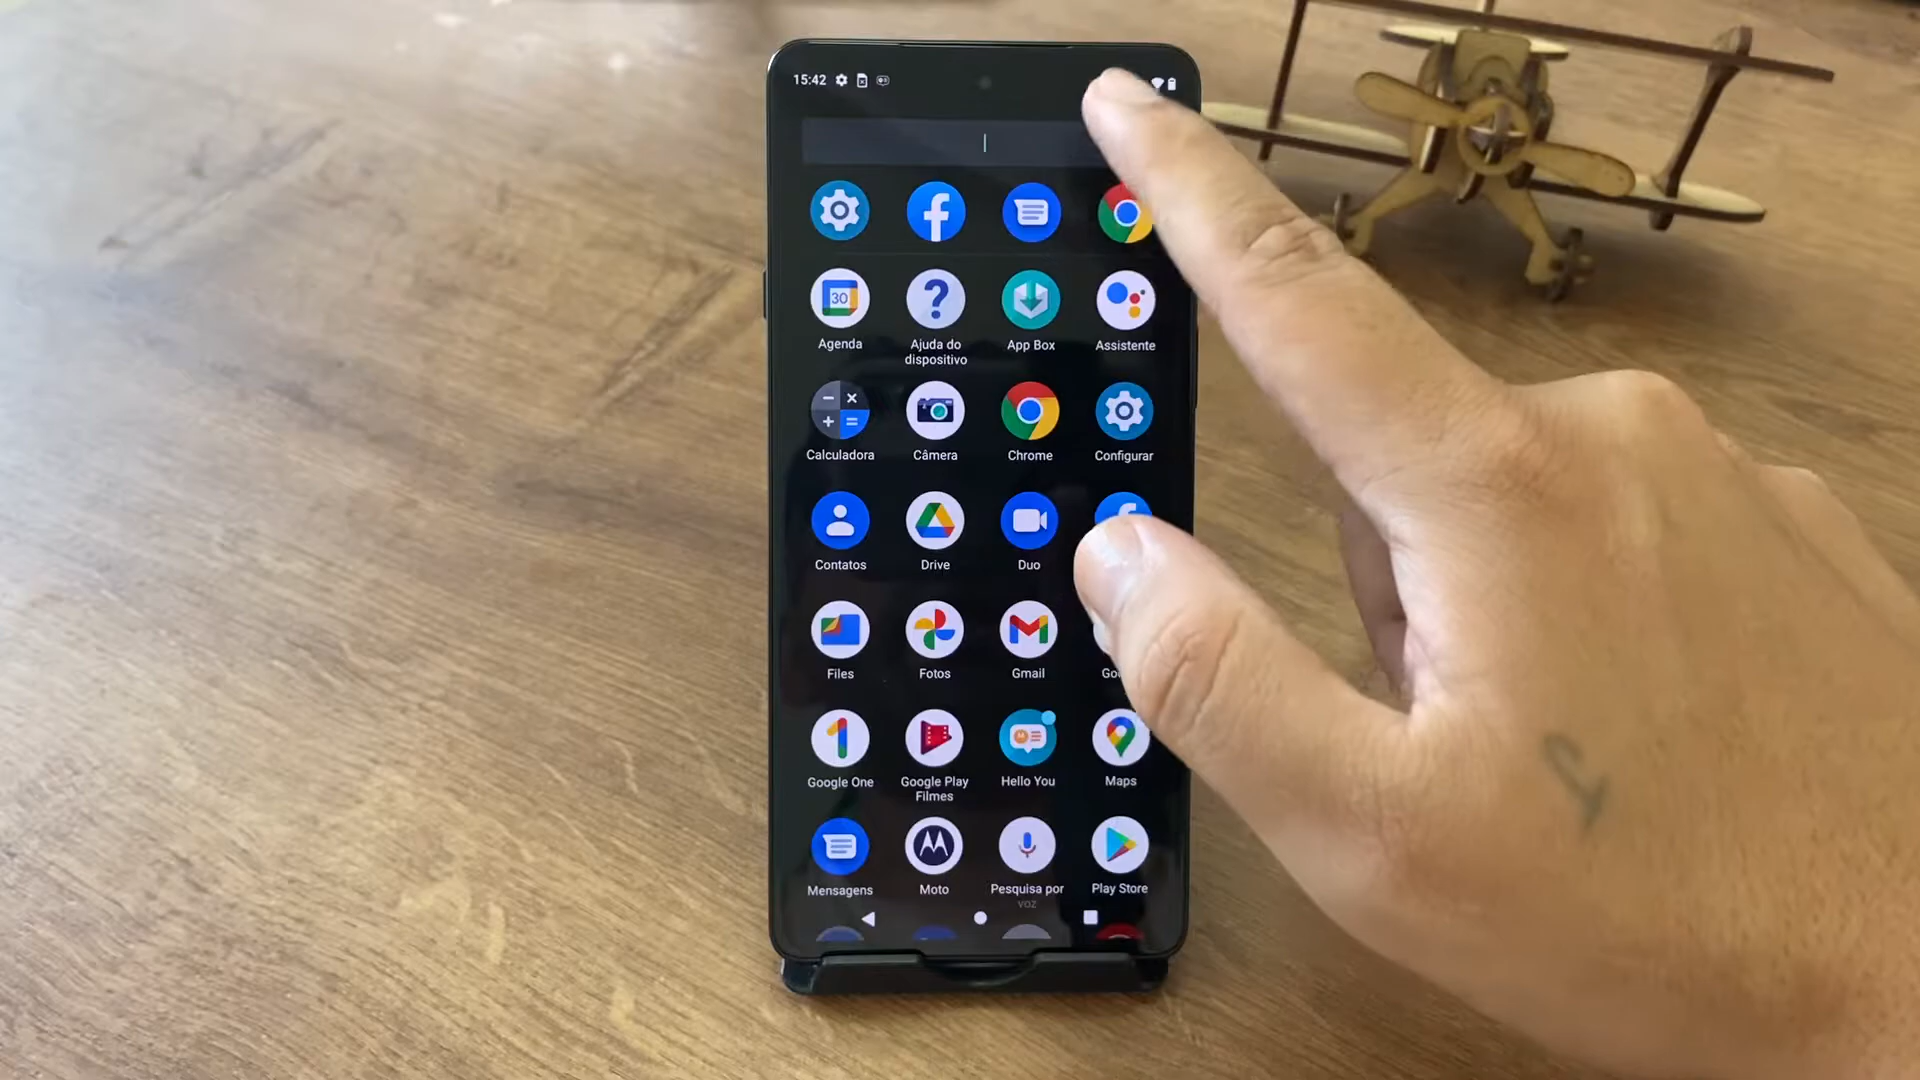 15:42
30
Agenda
Ajuda do
dispositivo
App Box
Assistente
Calculadora
Câmera
Chrome
Configurar
Contatos
Drive
Duo
Files
Fotos
Gmail
Google One
Google Play
Filmes
Hello You
Maps
Mensagens
Moto
Pesquisa por
voz
Play Store